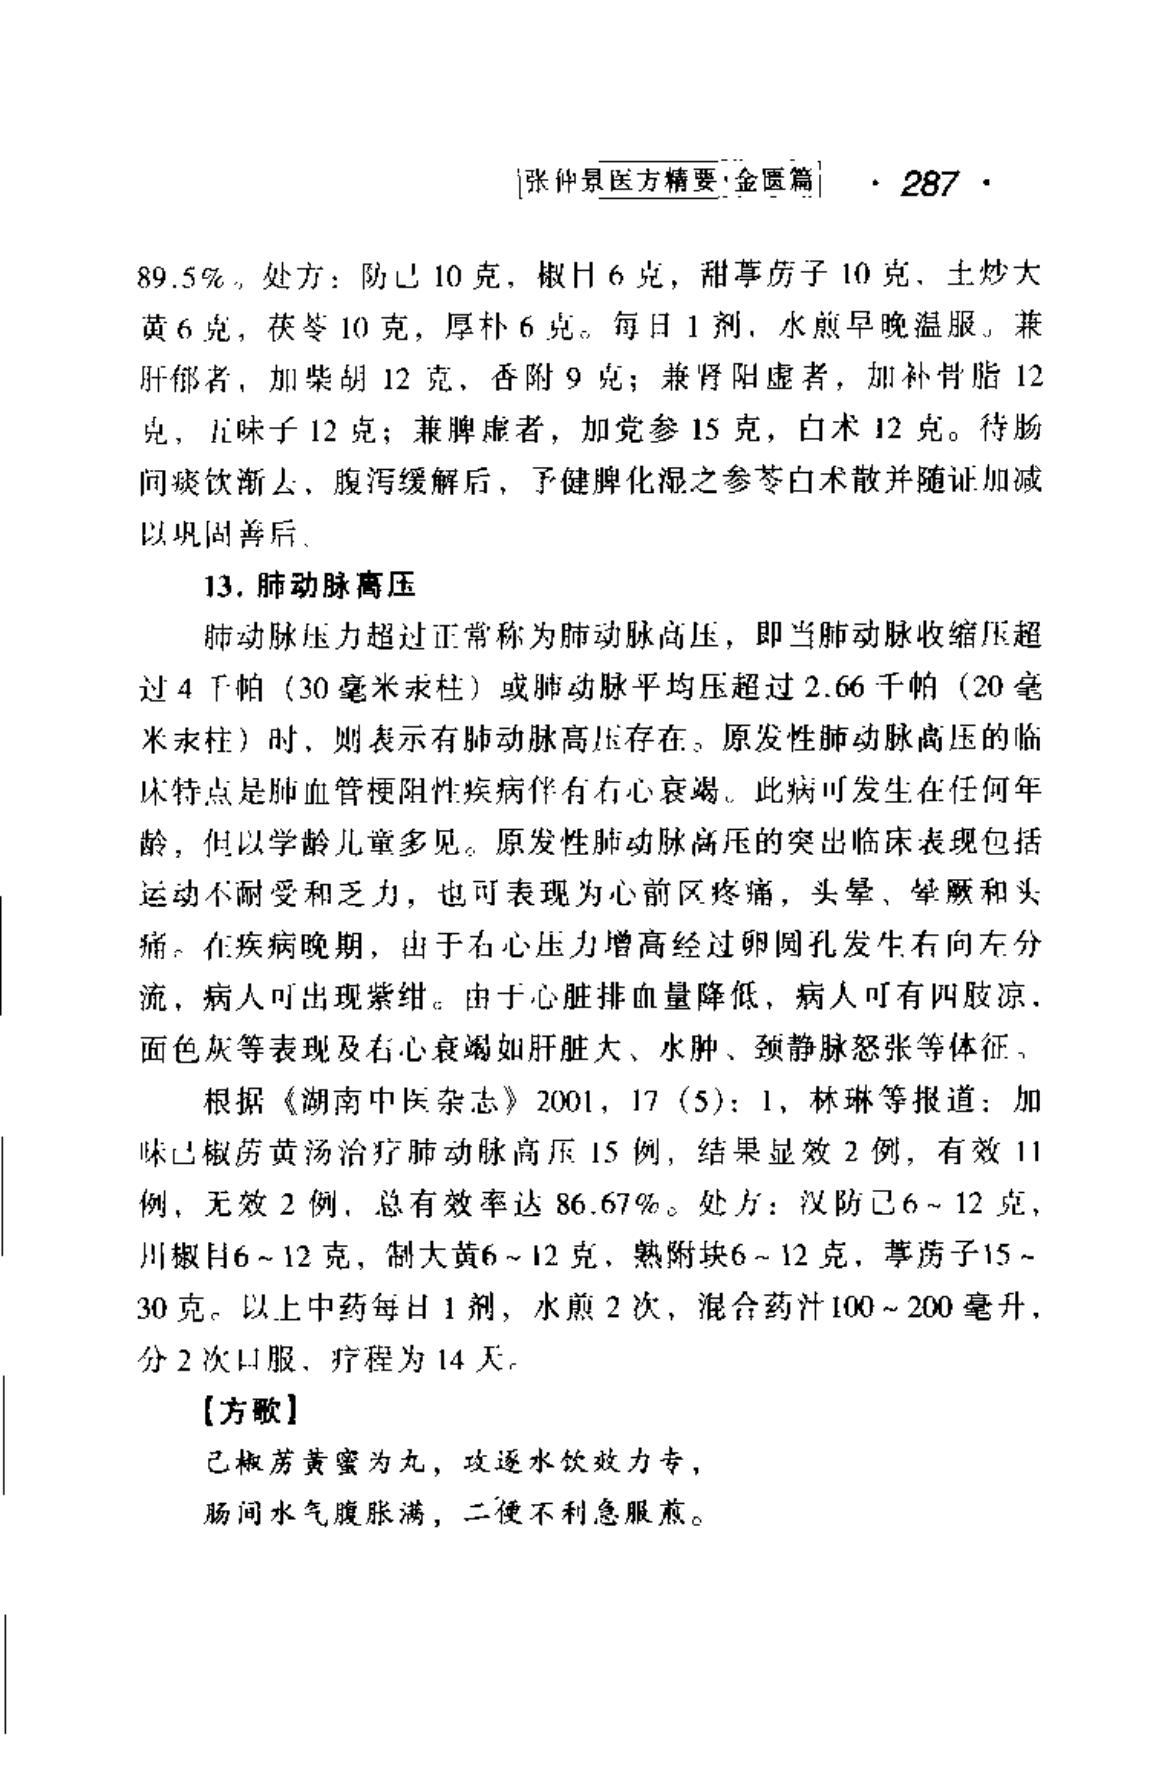 张仲景医方精要·金匮篇 · 287 ·
89.5%。处方：防己 10 克，椒目 6 克，甜葶苈子 10 克，土炒大
黄 6 克，茯苓 10 克，厚朴 6 克。每日 1 剂，水煎早晚温服。兼
肝郁者，加柴胡 12 克，香附 9 克；兼肾阳虚者，加补骨脂 12
克，五味子 12 克；兼脾虚者，加党参 15 克，白术 12 克。待肠
间痰饮渐去，腹泻缓解后，予健脾化湿之参苓白术散并随证加减
以巩固善后。
13. 肺动脉高压
肺动脉压力超过正常称为肺动脉高压，即当肺动脉收缩压超
过 4 千帕（30 毫米汞柱）或肺动脉平均压超过 2.66 千帕（20 毫
米汞柱）时，则表示有肺动脉高压存在。原发性肺动脉高压的临
床特点是肺血管梗阻性疾病伴有右心衰竭。此病可发生在任何年
龄，但以学龄儿童多见。原发性肺动脉高压的突出临床表现包括
运动不耐受和乏力，也可表现为心前区疼痛，头晕、晕厥和头
痛。在疾病晚期，由于右心压力增高经过卵圆孔发生右向左分
流，病人可出现紫绀。由于心脏排血量降低，病人可有四肢凉，
面色灰等表现及右心衰竭如肝脏大、水肿、颈静脉怒张等体征。
根据《湖南中医杂志》2001，17（5）：1，林琳等报道：加
味己椒苈黄汤治疗肺动脉高压 15 例，结果显效 2 例，有效 11
例，无效 2 例，总有效率达 86.67%。处方：汉防己6～12 克，
川椒目6～12 克，制大黄6～12 克，熟附块6～12 克，葶苈子15～
30 克。以上中药每日 1 剂，水煎 2 次，混合药汁100～200 毫升，
分 2 次口服，疗程为 14 天。
【方歌】
己椒苈黄蜜为丸，攻逐水饮效力专，
肠间水气腹胀满，二便不利急服煎。